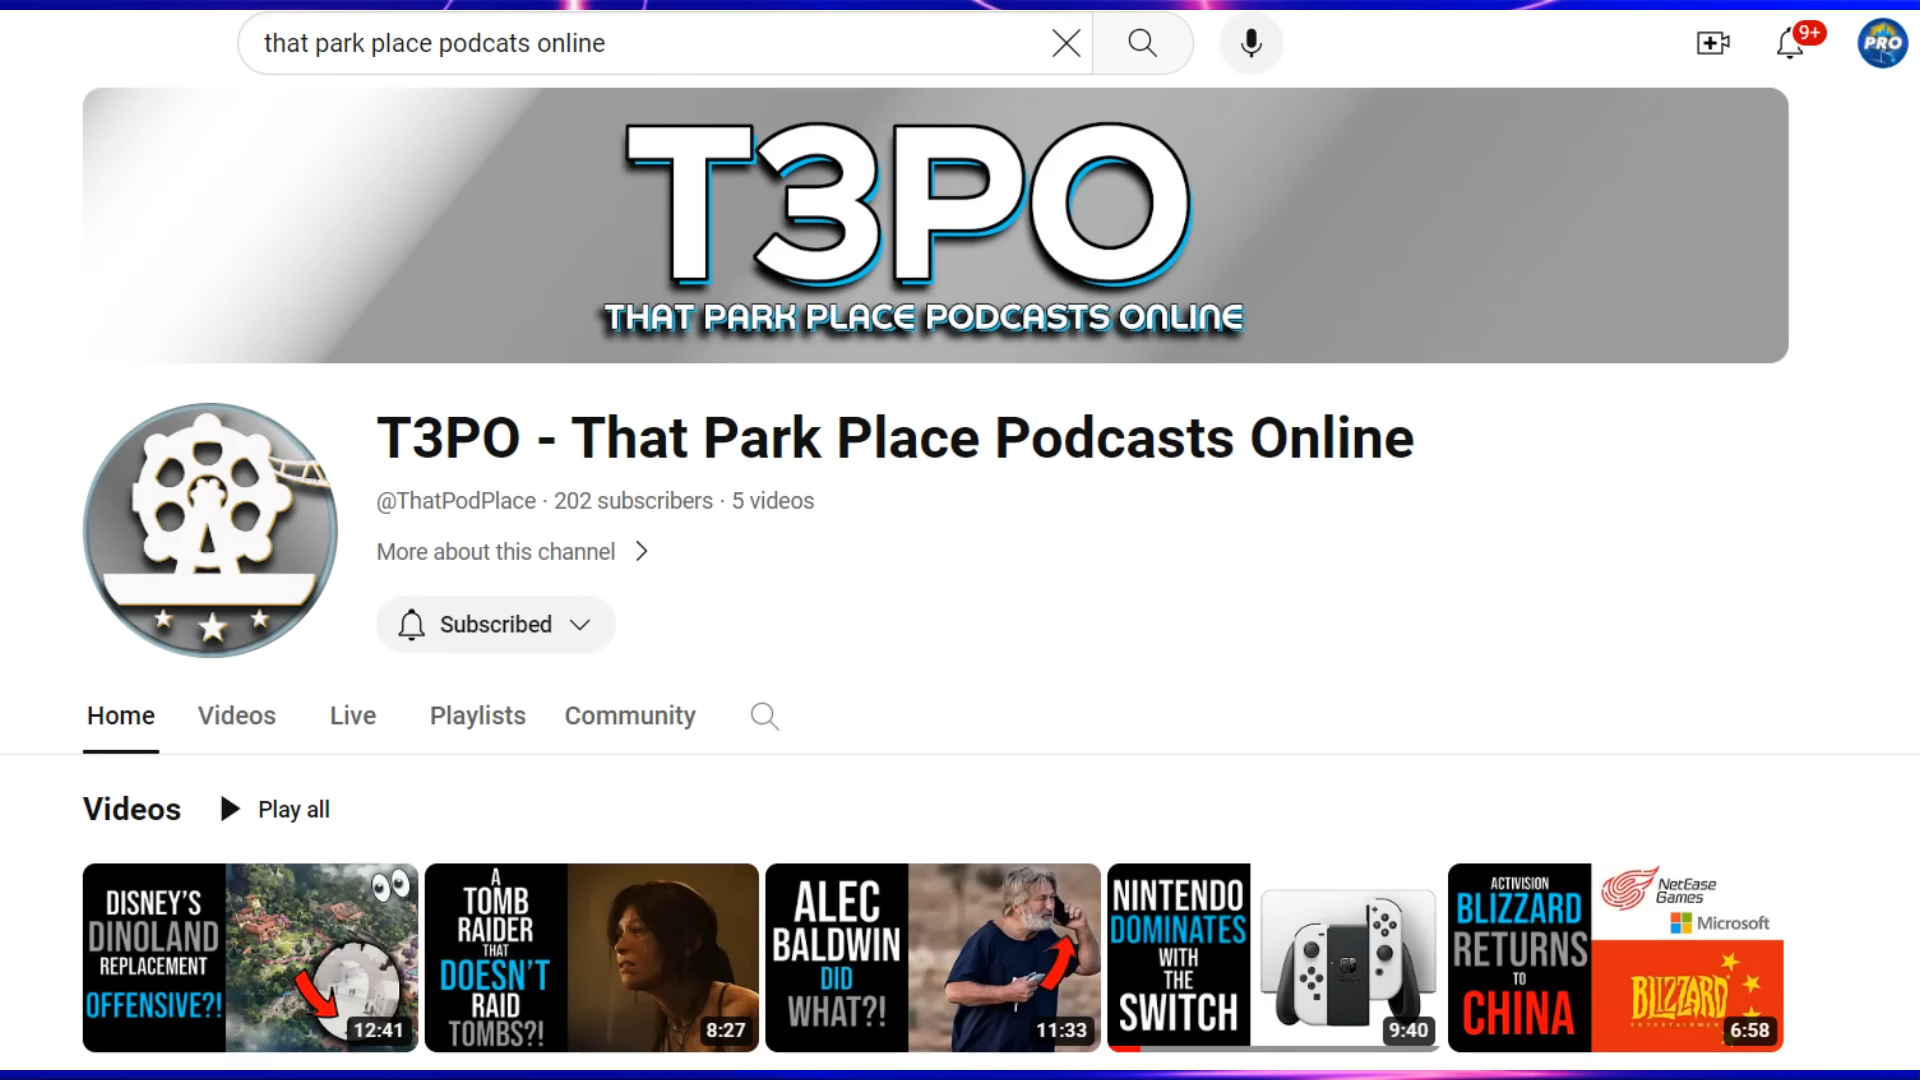 that park place podcats online
9+
PRO
T3PO
THAT PARK PLACE PODCASTS ONLINE
T3PO - That Park Place Podcasts Online
@ThatPodPlace · 202 subscribers · 5 videos
More about this channel
Subscribed
Home Videos Live Playlists Community
Videos Play all
DISNEY'S
DINOLAND
REPLACEMENT
OFFENSIVE?!
12:41
A
TOMB
RAIDER
THAT
DOESN'T
RAID
TOMBS?!
8:27
ALEC
BALDWIN
DID
WHAT?!
11:33
NINTENDO
DOMINATES
WITH
THE
SWITCH
9:40
ACTIVISION
BLIZZARD
RETURNS
TO
CHINA
NetEase
Games
Microsoft
BLIZZARD
ENTERTAINMENT
6:58